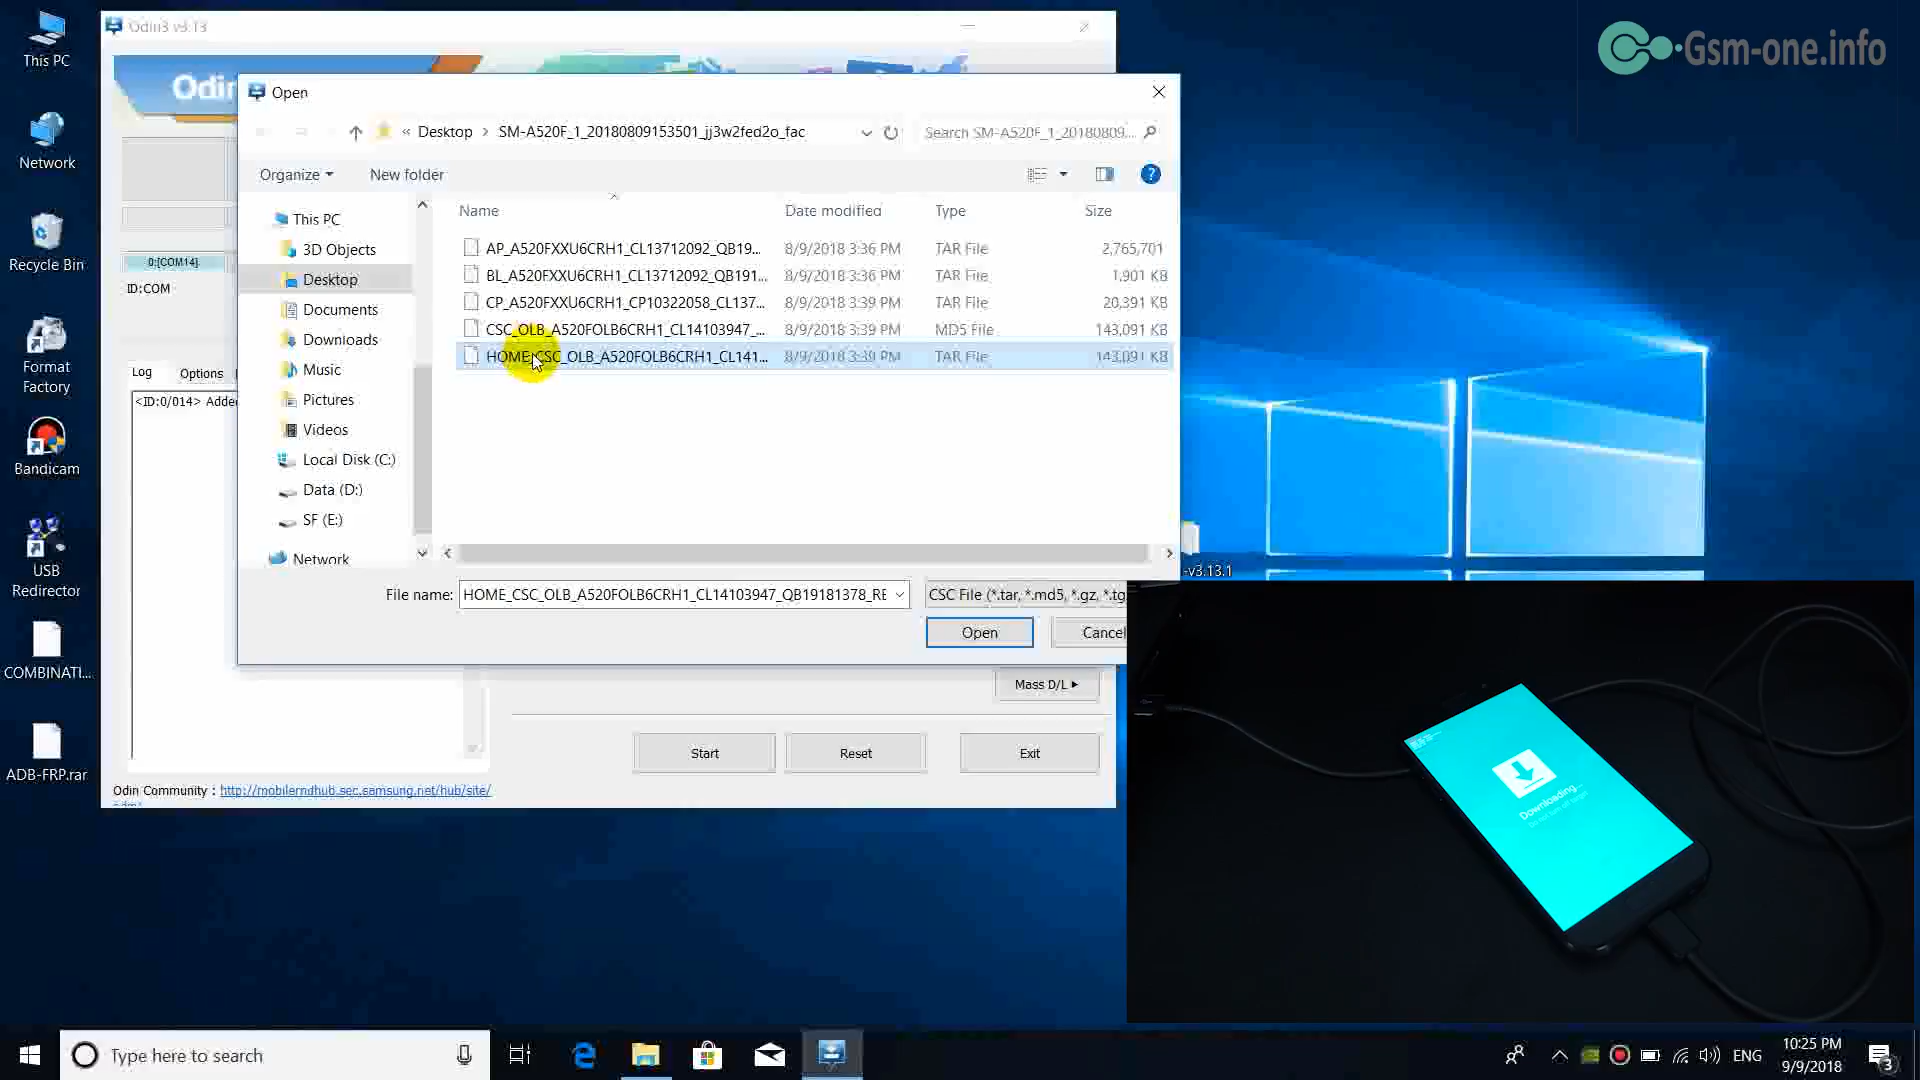 This PC
Network
Recycle Bin
Format
Factory
Bandicam
USB
Redirector
COMBINATI...
ADB-FRP.rar
Odin3 v3.13
Gsm-one.info
Open
« Desktop > SM-A520F_1_20180809153501_jj3w2fed2o_fac
Search SM-A520F_1_20180809...
Organize
New folder
?
This PC
3D Objects
Desktop
Documents
Downloads
Music
Pictures
Videos
Local Disk (C:)
Data (D:)
SF (E:)
Network
Name Date modified Type Size
AP_A520FXXU6CRH1_CL13712092_QB19... 8/9/2018 3:36 PM TAR File 2,765,701
BL_A520FXXU6CRH1_CL13712092_QB191... 8/9/2018 3:36 PM TAR File 1,901 KB
CP_A520FXXU6CRH1_CP10322058_CL137... 8/9/2018 3:39 PM TAR File 20,391 KB
CSC_OLB_A520FOLB6CRH1_CL14103947_... 8/9/2018 3:39 PM MD5 File 143,091 KB
HOME_CSC_OLB_A520FOLB6CRH1_CL141... 8/9/2018 3:39 PM TAR File 143,091 KB
File name: HOME_CSC_OLB_A520FOLB6CRH1_CL14103947_QB19181378_RE
CSC File (*.tar, *.md5, *.gz, *.tg
Open
Cancel
0:[COM14]
ID:COM
Log Options
<ID:0/014> Added
Mass D/L
Start
Reset
Exit
Odin Community : http://mobilerndhub.sec.samsung.net/hub/site/
-v3.13.1
Downloading...
Type here to search
ENG
10:25 PM
9/9/2018
3